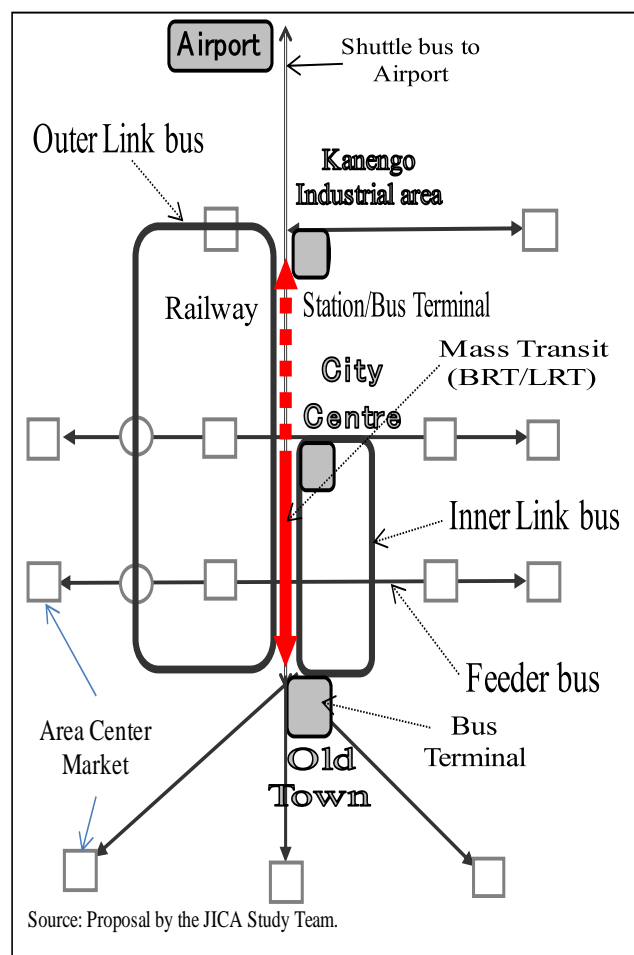 Airport
Shuttle bus to
Airport
Outer Link bus
Kanengo
Industrial area
Railway
Station/Bus Terminal
Mass Transit
(BRT/LRT)
City
Centre
Inner Link bus
Feeder bus
Area Center
Market
Bus
Terminal
Old
Town
Source: Proposal by the JICA Study Team.